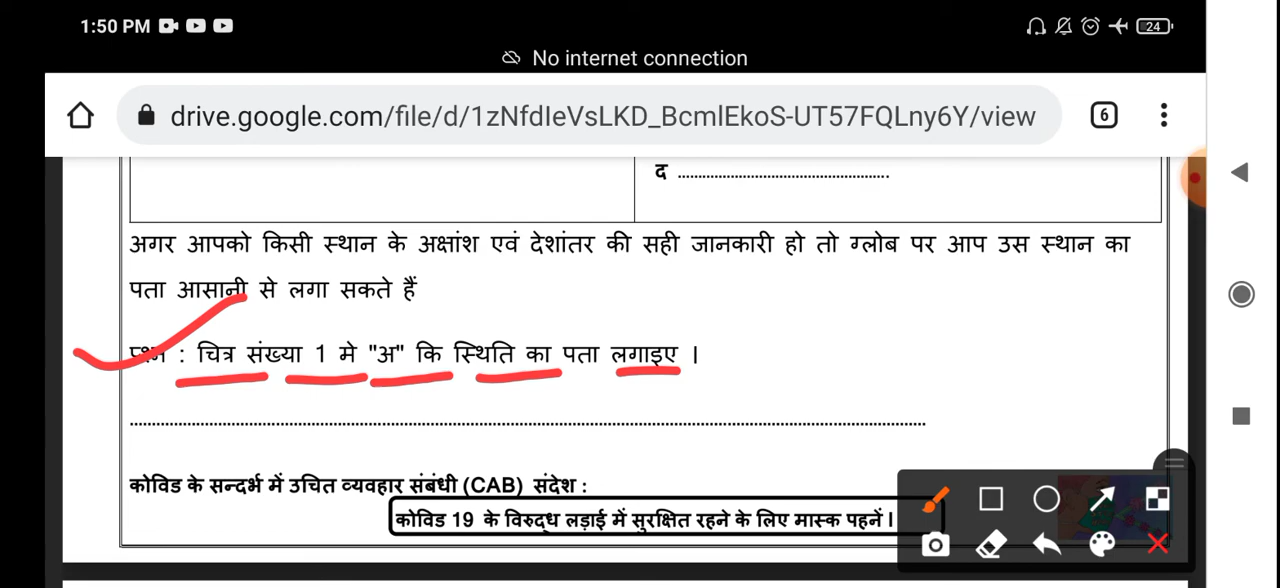 1:50 PM 24
No internet connection
drive.google.com/file/d/1zNfdIeVsLKD_BcmlEkoS-UT57FQLny6Y/view 6
द ................................................
अगर आपको किसी स्थान के अक्षांश एवं देशांतर की सही जानकारी हो तो ग्लोब पर आप उस स्थान का
पता आसानी से लगा सकते हैं
प्रश्न : चित्र संख्या 1 मे "अ" कि स्थिति का पता लगाइए ।
................................................................................................
कोविड के सन्दर्भ में उचित व्यवहार संबंधी (CAB) संदेश :
कोविड 19 के विरुद्ध लड़ाई में सुरक्षित रहने के लिए मास्क पहनें ।